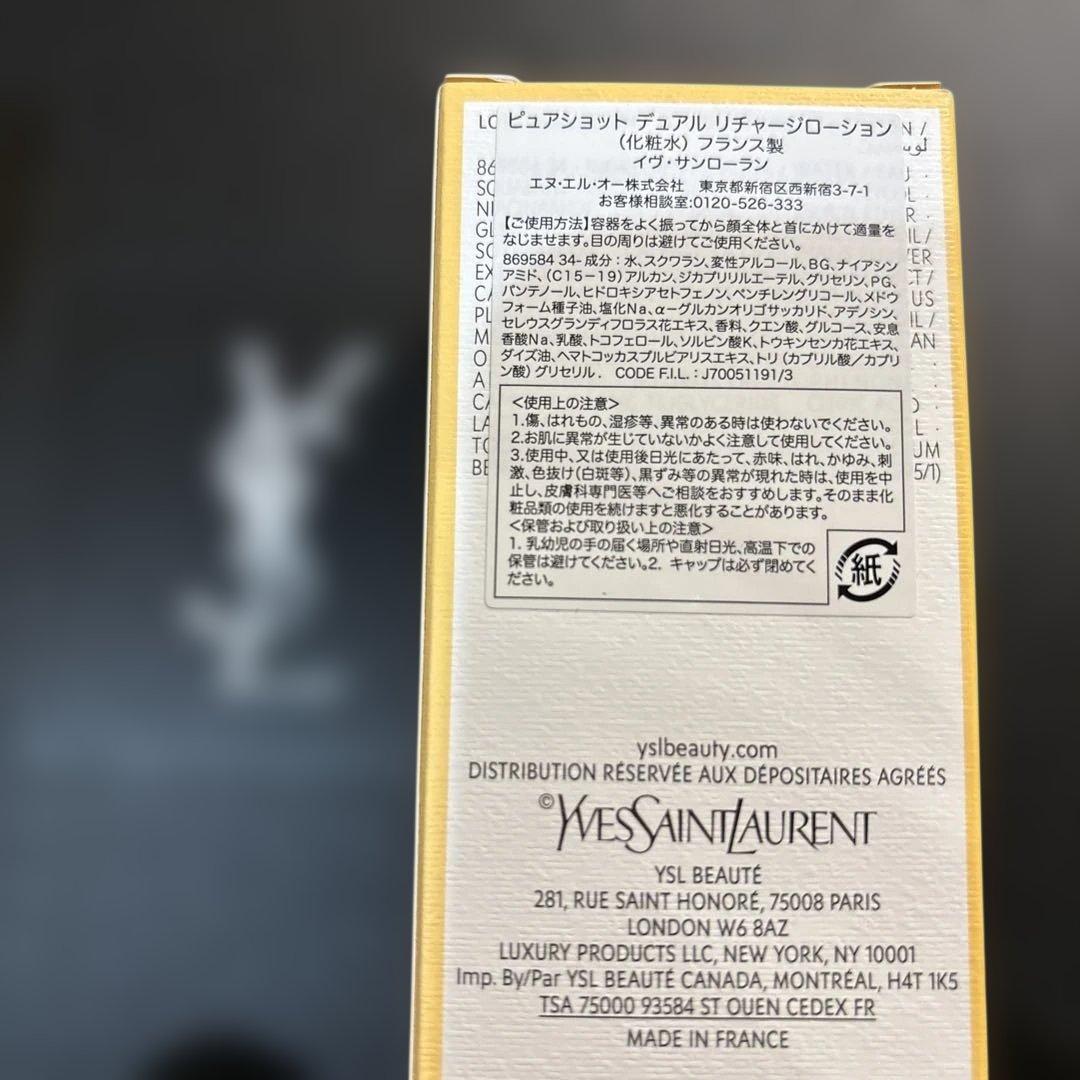 ピュアショット デュアル リチャージローション
(化粧水) フランス製
イヴ・サンローラン
エヌ・エル・オー株式会社 東京都新宿区西新宿3-7-1
お客様相談室:0120-526-333
【ご使用方法】容器をよく振ってから顔全体と首にかけて適量を
なじませます。目の周りは避けてご使用ください。
869584 34- 成分：水、スクワラン、変性アルコール、BG、ナイアシン
アミド、(C15－19)アルカン、ジカプリリルエーテル、グリセリン、PG、
パンテノール、ヒドロキシアセトフェノン、ペンチレングリコール、メドウ
フォーム種子油、塩化Na、α－グルカンオリゴサッカリド、アデノシン、
セレウスグランディフロラス花エキス、香料、クエン酸、グルコース、安息
香酸Na、乳酸、トコフェロール、ソルビン酸K、トウキンセンカ花エキス、
ダイズ油、ヘマトコッカスプルビアリスエキス、トリ（カプリル酸／カプリ
ン酸）グリセリル． CODE F.I.L.：J70051191/3
＜使用上の注意＞
1.傷、はれもの、湿疹等、異常のある時は使わないでください。
2.お肌に異常が生じていないかよく注意して使用してください。
3.使用中、又は使用後日光にあたって、赤味、はれ、かゆみ、刺
激、色抜け(白斑等)、黒ずみ等の異常が現れた時は、使用を中
止し、皮膚科専門医等へご相談をおすすめします。そのまま化
粧品類の使用を続けますと悪化することがあります。
＜保管および取り扱い上の注意＞
1. 乳幼児の手の届く場所や直射日光、高温下での
保管は避けてください。2. キャップは必ず閉めてく
ださい。
紙
yslbeauty.com
DISTRIBUTION RÉSERVÉE AUX DÉPOSITAIRES AGRÉÉS
©YVESSAINTLAURENT
YSL BEAUTÉ
281, RUE SAINT HONORÉ, 75008 PARIS
LONDON W6 8AZ
LUXURY PRODUCTS LLC, NEW YORK, NY 10001
Imp. By/Par YSL BEAUTÉ CANADA, MONTRÉAL, H4T 1K5
TSA 75000 93584 ST OUEN CEDEX FR
MADE IN FRANCE